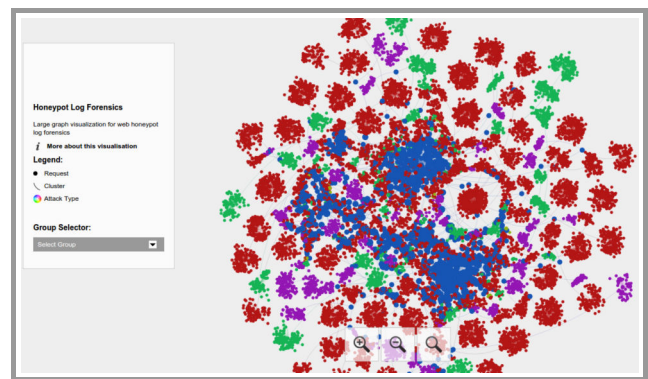 Honeypot Log Forensics
Large graph visualization for web honeypot
log forensics
i More about this visualisation
Legend:
Request
Cluster
Attack Type
Group Selector:
Select Group